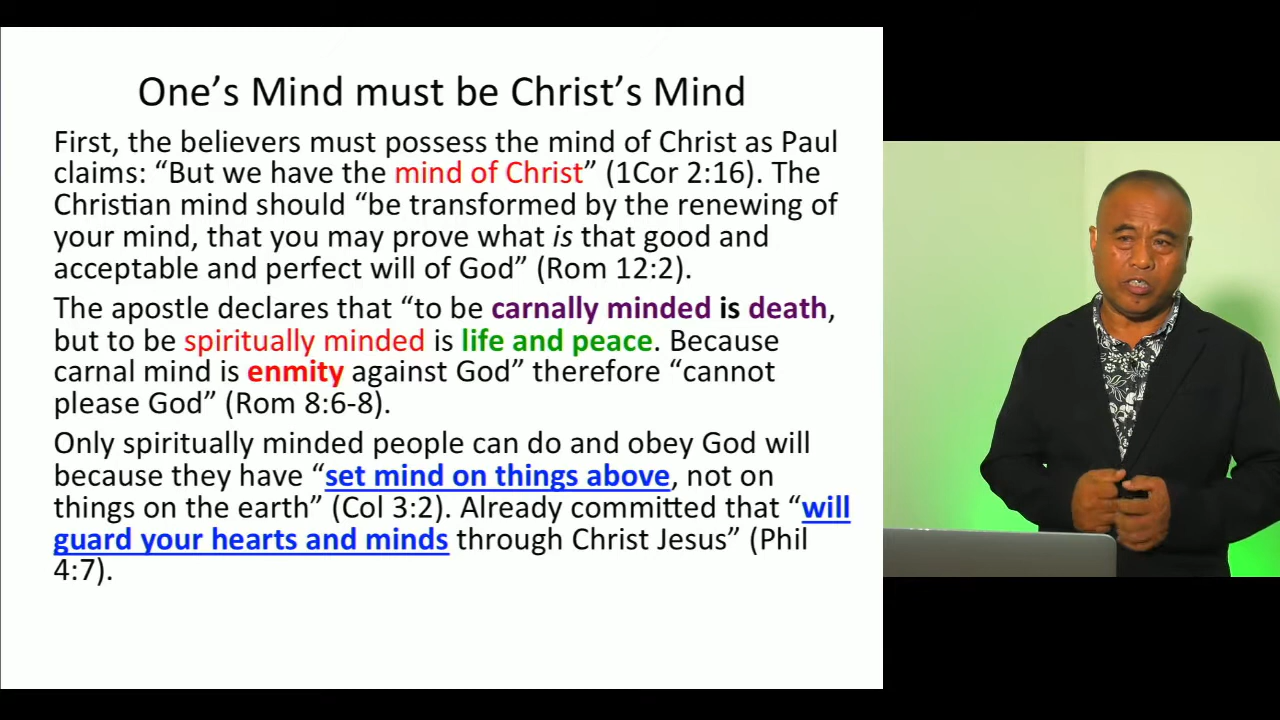 One’s Mind must be Christ’s Mind
First, the believers must possess the mind of Christ as Paul
claims: “But we have the mind of Christ” (1Cor 2:16). The
Christian mind should “be transformed by the renewing of
your mind, that you may prove what is that good and
acceptable and perfect will of God” (Rom 12:2).
The apostle declares that “to be carnally minded is death,
but to be spiritually minded is life and peace. Because
carnal mind is enmity against God” therefore “cannot
please God” (Rom 8:6-8).
Only spiritually minded people can do and obey God will
because they have “set mind on things above, not on
things on the earth” (Col 3:2). Already committed that “will
guard your hearts and minds through Christ Jesus” (Phil
4:7).